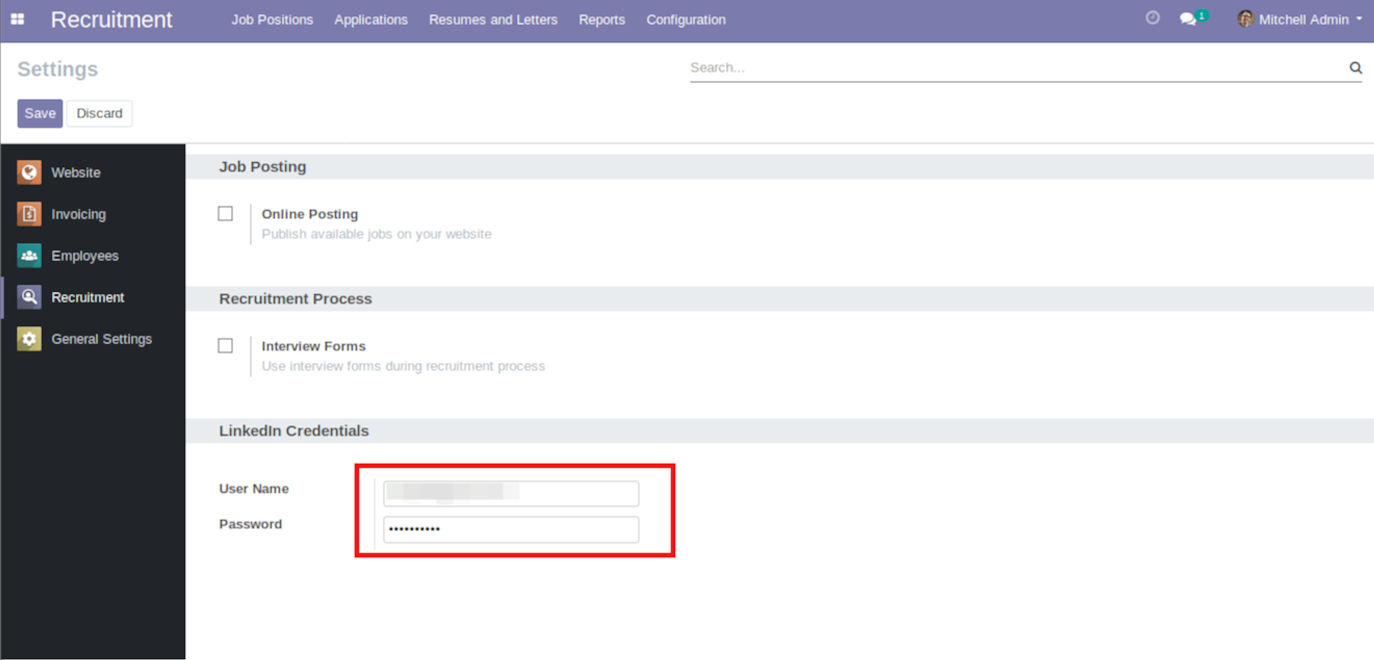 Recruitment Job Positions Applications Resumes and Letters Reports Configuration 1 Mitchell Admin
Settings Search...
Save Discard
Website
Invoicing
Employees
Recruitment
General Settings
Job Posting
Online Posting
Publish available jobs on your website
Recruitment Process
Interview Forms
Use interview forms during recruitment process
LinkedIn Credentials
User Name
Password ••••••••••